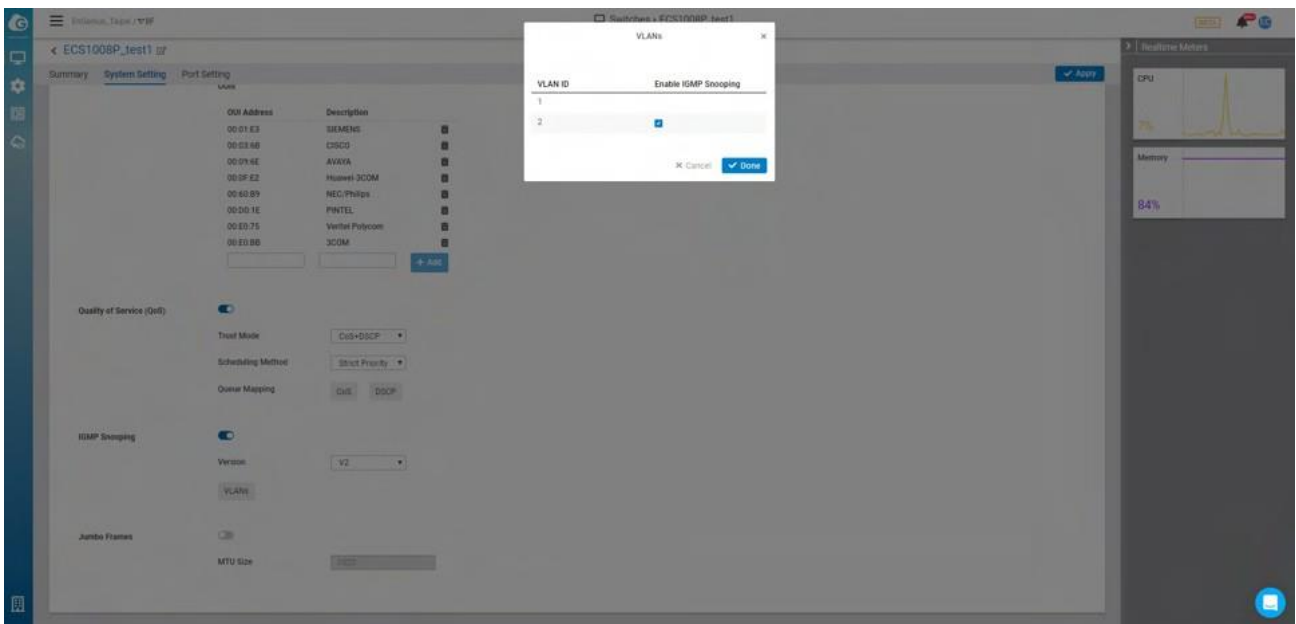 Switches › ECS1008P_test1
BETA
ECS1008P_test1
Realtime Meters
Summary System Setting Port Setting
Apply
VLANs
VLAN ID Enable IGMP Snooping
1
2
Cancel Done
CPU
7%
Memory
84%
OUI Address Description
00:01:E3 SIEMENS
00:03:6B CISCO
00:09:6E AVAYA
00:0F:E2 Huawei-3COM
00:60:B9 NEC/Philips
00:D0:1E PINTEL
00:E0:75 Veritel Polycom
00:E0:BB 3COM
+ Add
Quality of Service (QoS)
Trust Mode CoS+DSCP
Scheduling Method Strict Priority
Queue Mapping CoS DSCP
IGMP Snooping
Version V2
VLANs
Jumbo Frames
MTU Size